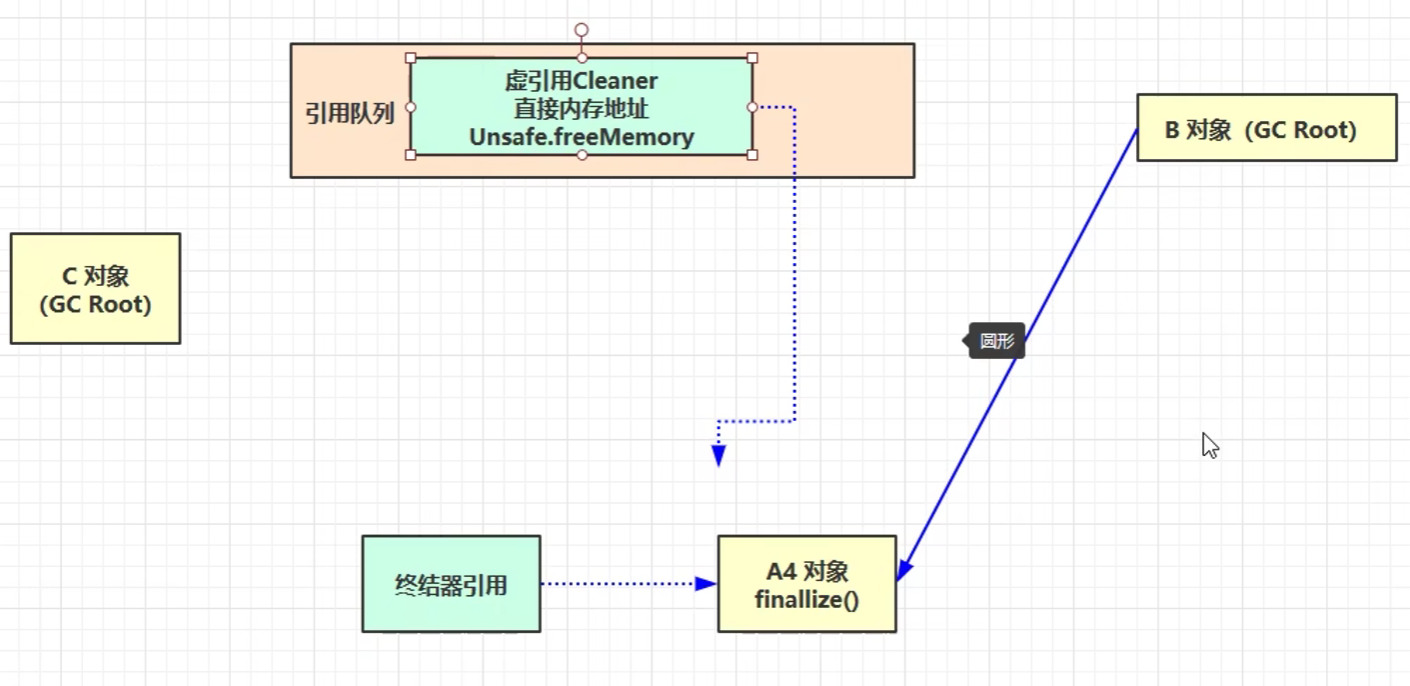 引用队列
虚引用Cleaner
直接内存地址
Unsafe.freeMemory
B 对象（GC Root)
C 对象
(GC Root)
圆形
终结器引用
A4 对象
finallize()